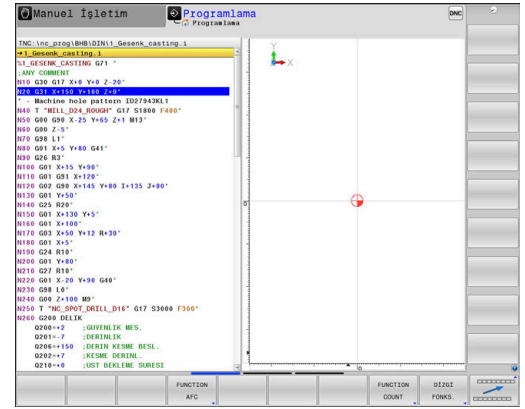 Manuel İşletim
Programlama
Programlama
DNC
TNC:\nc_prog\BHB\DIN\1_Gesenk_casting.i
→1_Gesenk_casting.i
%1_GESENK_CASTING G71 *
;ANY COMMENT
N10 G30 G17 X+0 Y+0 Z-20*
N20 G31 X+150 Y+100 Z+0*
* - Machine hole pattern ID27943KL1
N40 T "MILL_D24_ROUGH" G17 S1800 F400*
N50 G00 G90 X-25 Y+65 Z+1 M13*
N60 G00 Z-5*
N70 G98 L1*
N80 G01 X+5 Y+80 G41*
N90 G26 R3*
N100 G01 X+15 Y+90*
N110 G01 G91 X+120*
N120 G02 G90 X+145 Y+80 I+135 J+80*
N130 G01 Y+50*
N140 G25 R20*
N150 G01 X+130 Y+5*
N160 G01 X+100*
N170 G03 X+50 Y+12 R+30*
N180 G01 X+5*
N190 G24 R10*
N200 G01 Y+80*
N210 G27 R10*
N220 G01 X-20 Y+90 G40*
N230 G98 L0*
N240 G00 Z+100 M9*
N250 T "NC_SPOT_DRILL_D16" G17 S3000 F300*
N260 G200 DELIK
Q200=+2 ;GUVENLIK MES.
Q201=-7 ;DERINLIK
Q206=+150 ;DERIN KESME BESL.
Q202=+7 ;KESME DERINL.
Q210=+0 ;UST BEKLEME SURESI
Y
X
0
0
FUNCTION
AFC
FUNCTION
COUNT
DİZGİ
FONKS.